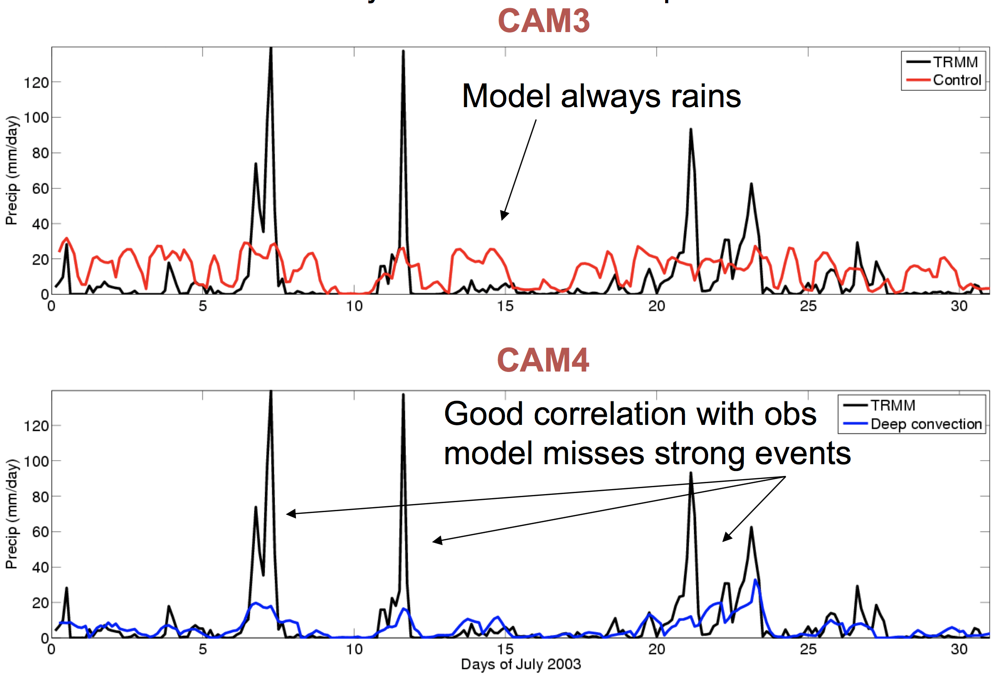 CAM3
TRMM
Control
Model always rains
Precip (mm/day)
120
100
80
60
40
20
0
0 5 10 15 20 25 30
CAM4
TRMM
Deep convection
Good correlation with obs
model misses strong events
Precip (mm/day)
120
100
80
60
40
20
0
0 5 10 15 20 25 30
Days of July 2003